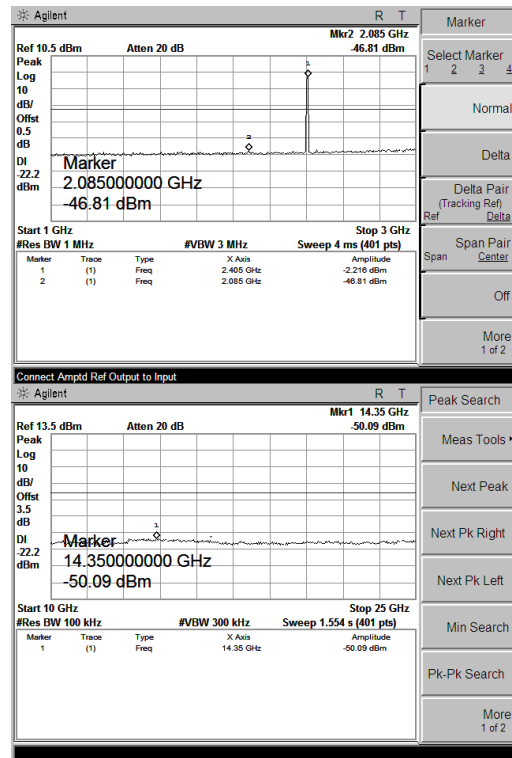 Agilent R T
Mkr2 2.085 GHz
Ref 10.5 dBm Atten 20 dB -46.81 dBm
Peak
Log
10
dB/
Offst
0.5
dB
DI
-22.2
dBm
1
2
Marker
2.085000000 GHz
-46.81 dBm
Start 1 GHz Stop 3 GHz
#Res BW 1 MHz #VBW 3 MHz Sweep 4 ms (401 pts)
Marker Trace Type X Axis Amplitude
1 (1) Freq 2.405 GHz -2.216 dBm
2 (1) Freq 2.085 GHz -46.81 dBm
Marker
Select Marker
1 2 3 4
Normal
Delta
Delta Pair
(Tracking Ref)
Ref Delta
Span Pair
Span Center
Off
More
1 of 2
Connect Amptd Ref Output to Input
Agilent R T
Mkr1 14.35 GHz
Ref 13.5 dBm Atten 20 dB -50.09 dBm
Peak
Log
10
dB/
Offst
3.5
dB
DI
-22.2
dBm
1
Marker
14.350000000 GHz
-50.09 dBm
Start 10 GHz Stop 25 GHz
#Res BW 100 kHz #VBW 300 kHz Sweep 1.554 s (401 pts)
Marker Trace Type X Axis Amplitude
1 (1) Freq 14.35 GHz -50.09 dBm
Peak Search
Meas Tools
Next Peak
Next Pk Right
Next Pk Left
Min Search
Pk-Pk Search
More
1 of 2